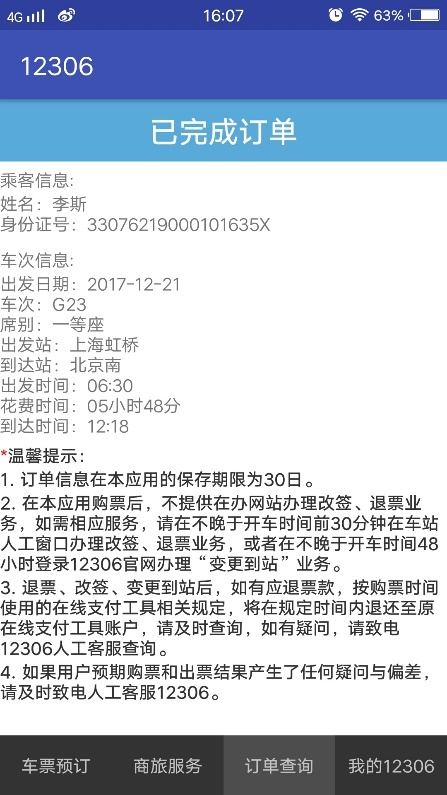 4G 16:07 63%
12306
已完成订单
乘客信息:
姓名：李斯
身份证号：33076219000101635X
车次信息:
出发日期：2017-12-21
车次：G23
席别：一等座
出发站：上海虹桥
到达站：北京南
出发时间：06:30
花费时间：05小时48分
到达时间：12:18
*温馨提示：
1. 订单信息在本应用的保存期限为30日。
2. 在本应用购票后，不提供在办网站办理改签、退票业
务，如需相应服务，请在不晚于开车时间前30分钟在车站
人工窗口办理改签、退票业务，或者在不晚于开车时间48
小时登录12306官网办理“变更到站”业务。
3. 退票、改签、变更到站后，如有应退票款，按购票时间
使用的在线支付工具相关规定，将在规定时间内退还至原
在线支付工具账户，请及时查询，如有疑问，请致电
12306人工客服查询。
4. 如果用户预期购票和出票结果产生了任何疑问与偏差，
请及时致电人工客服12306。
车票预订 商旅服务 订单查询 我的12306